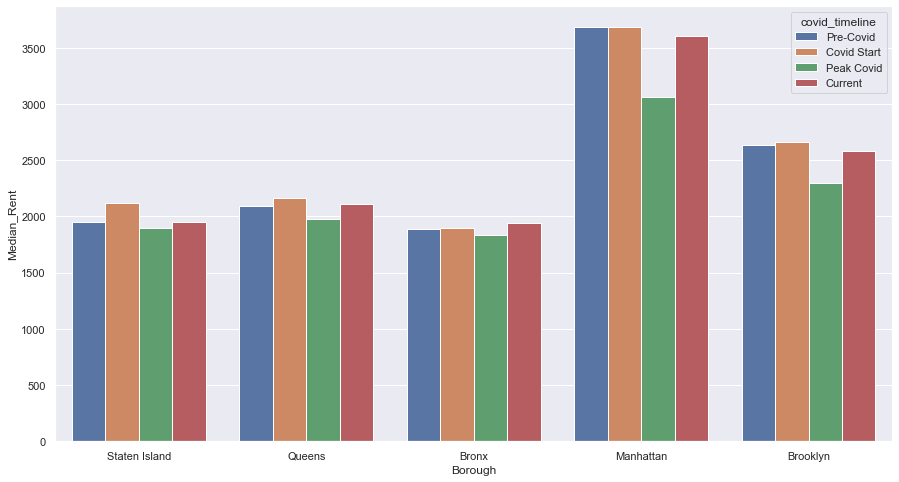 covid_timeline
Pre-Covid
Covid Start
Peak Covid
Current
Median_Rent
3500
3000
2500
2000
1500
1000
500
0
Staten Island
Queens
Bronx
Manhattan
Brooklyn
Borough